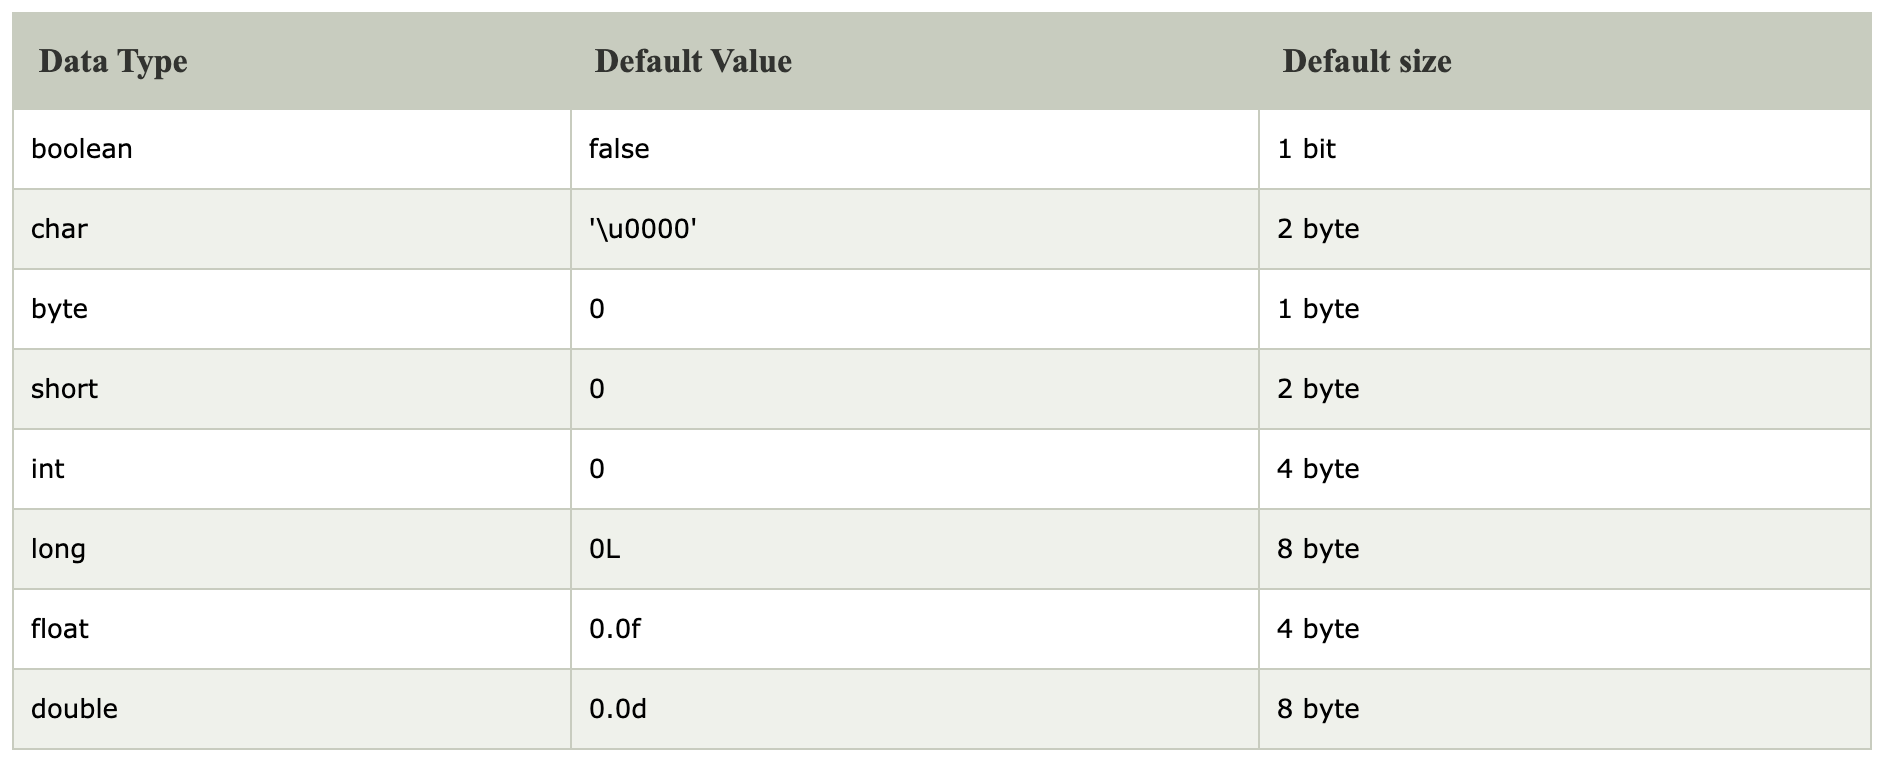 Data Type Default Value Default size
boolean false 1 bit
char '\u0000' 2 byte
byte 0 1 byte
short 0 2 byte
int 0 4 byte
long 0L 8 byte
float 0.0f 4 byte
double 0.0d 8 byte